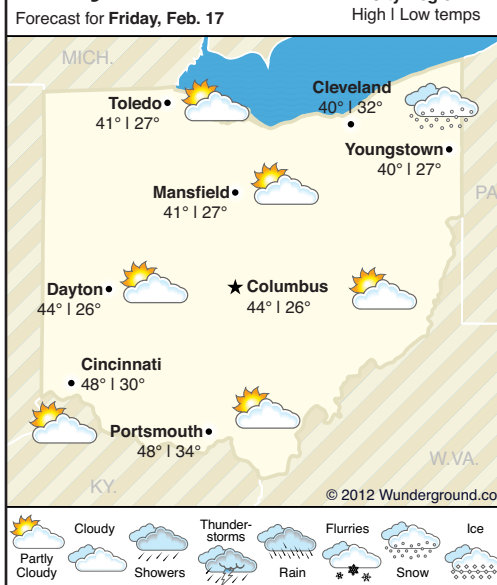 Forecast for Friday, Feb. 17
High | Low temps
MICH.
Cleveland
40° | 32°
Toledo
41° | 27°
Youngstown
40° | 27°
PA
Mansfield
41° | 27°
Dayton
44° | 26°
Columbus
44° | 26°
Cincinnati
48° | 30°
Portsmouth
48° | 34°
W.VA.
KY.
© 2012 Wunderground.co
Partly
Cloudy
Cloudy
Showers
Thunder-
storms
Rain
Flurries
Snow
Ice